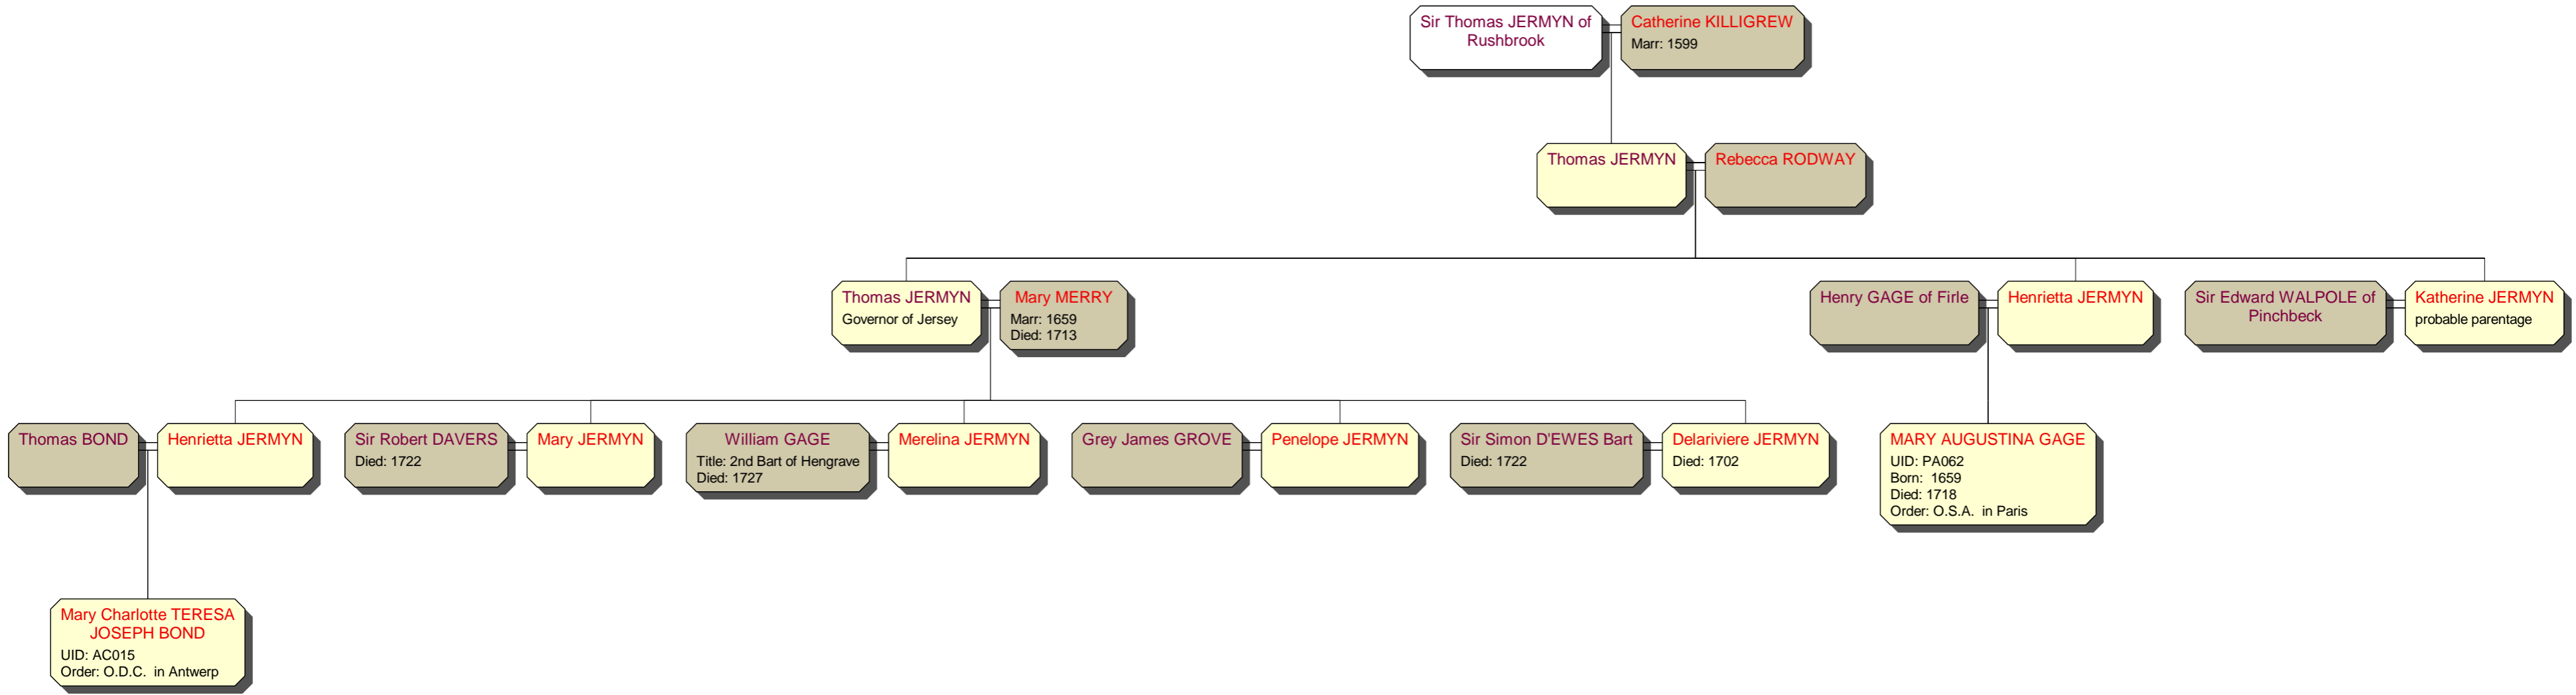 Sir Thomas JERMYN of
Rushbrook
Catherine KILLIGREW
Marr: 1599
Thomas JERMYN
Rebecca RODWAY
Thomas JERMYN
Governor of Jersey
Mary MERRY
Marr: 1659
Died: 1713
Henry GAGE of Firle
Henrietta JERMYN
Sir Edward WALPOLE of
Pinchbeck
Katherine JERMYN
probable parentage
Thomas BOND
Henrietta JERMYN
Sir Robert DAVERS
Died: 1722
Mary JERMYN
William GAGE
Title: 2nd Bart of Hengrave
Died: 1727
Merelina JERMYN
Grey James GROVE
Penelope JERMYN
Sir Simon D'EWES Bart
Died: 1722
Delariviere JERMYN
Died: 1702
MARY AUGUSTINA GAGE
UID: PA062
Born: 1659
Died: 1718
Order: O.S.A. in Paris
Mary Charlotte TERESA
JOSEPH BOND
UID: AC015
Order: O.D.C. in Antwerp